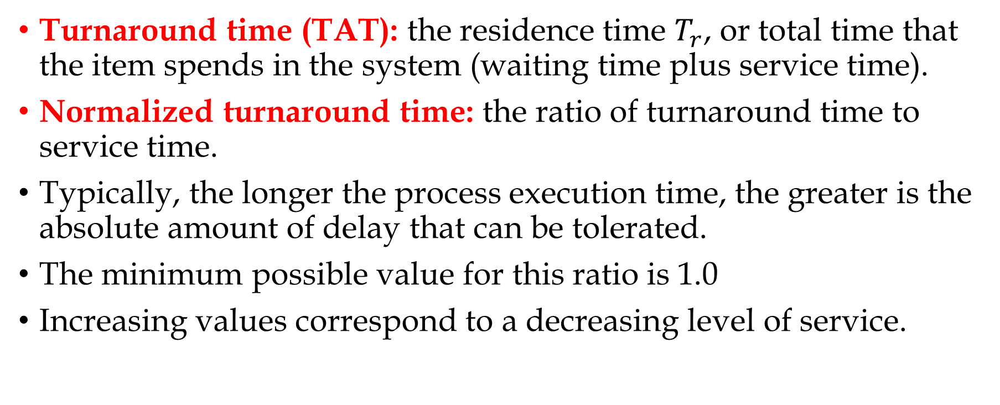 • Turnaround time (TAT): the residence time Tr, or total time that
the item spends in the system (waiting time plus service time).
• Normalized turnaround time: the ratio of turnaround time to
service time.
• Typically, the longer the process execution time, the greater is the
absolute amount of delay that can be tolerated.
• The minimum possible value for this ratio is 1.0
• Increasing values correspond to a decreasing level of service.